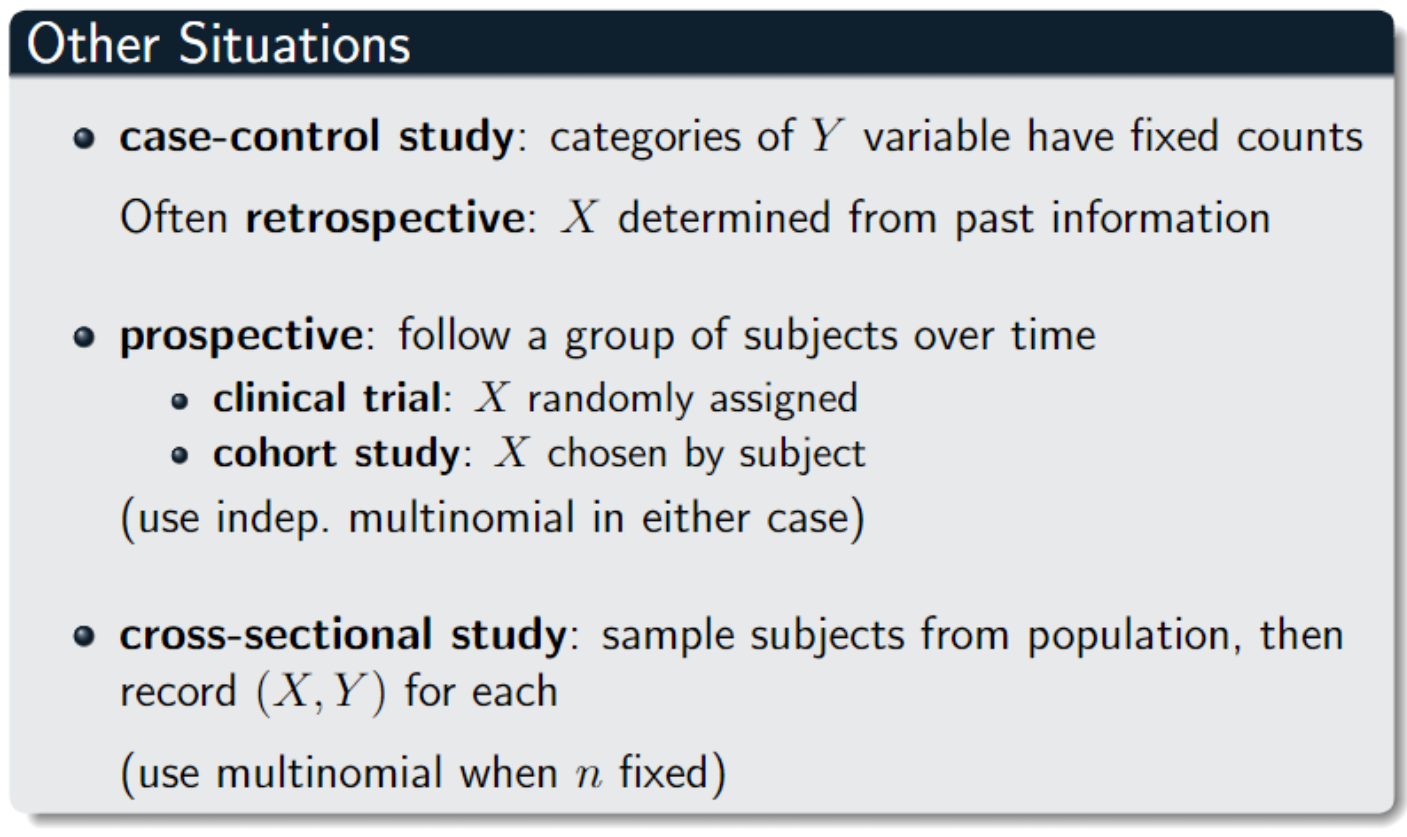 Other Situations
case-control study: categories of Y variable have fixed counts
Often retrospective: X determined from past information
prospective: follow a group of subjects over time
clinical trial: X randomly assigned
cohort study: X chosen by subject
(use indep. multinomial in either case)
cross-sectional study: sample subjects from population, then
record (X, Y) for each
(use multinomial when n fixed)